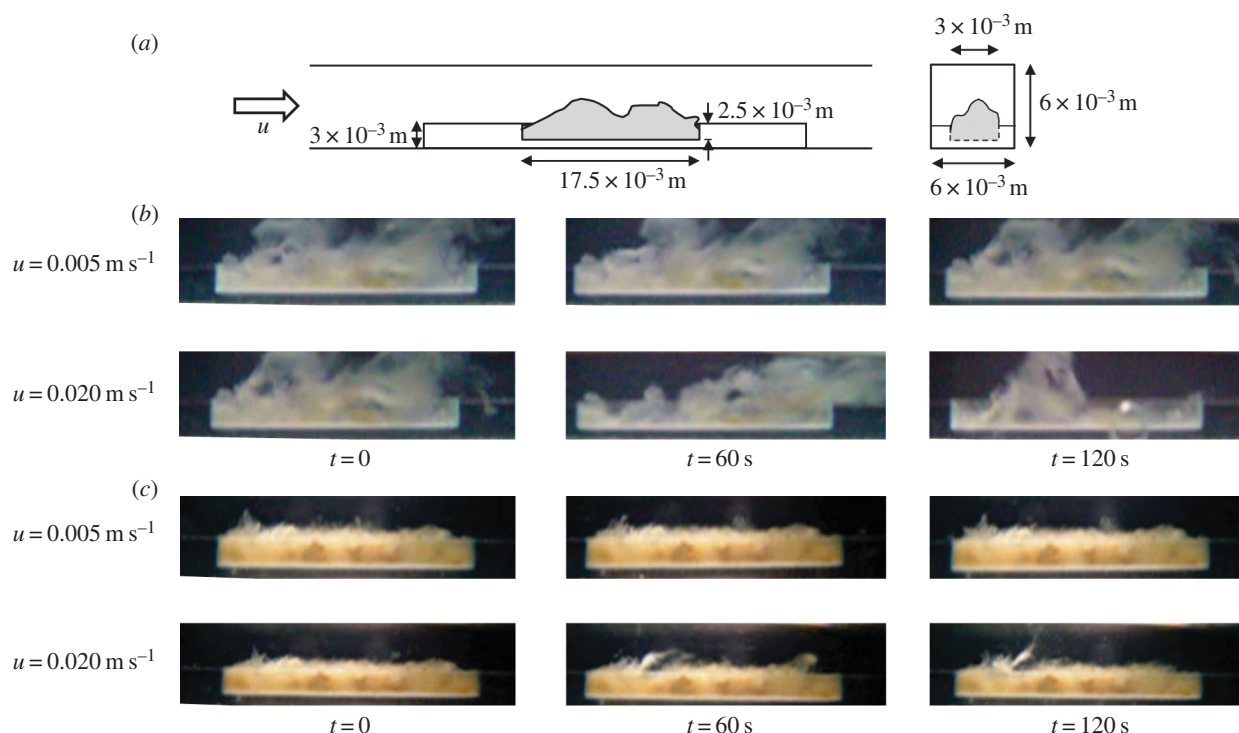 (a)
3 × 10⁻³ m
u
3 × 10⁻³ m
2.5 × 10⁻³ m
6 × 10⁻³ m
17.5 × 10⁻³ m
6 × 10⁻³ m
(b)
u = 0.005 m s⁻¹
u = 0.020 m s⁻¹
t = 0
t = 60 s
t = 120 s
(c)
u = 0.005 m s⁻¹
u = 0.020 m s⁻¹
t = 0
t = 60 s
t = 120 s